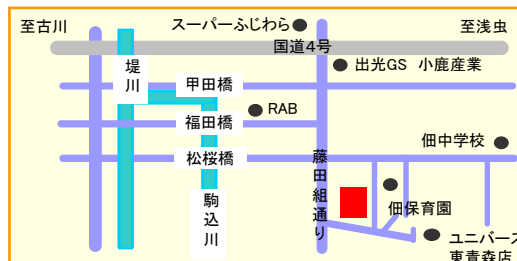 至古川
スーパーふじわら
至浅虫
国道4号
堤川
出光GS 小鹿産業
甲田橋
RAB
福田橋
佃中学校
松桜橋
藤田組通り
駒込川
佃保育園
ユニバース
東青森店